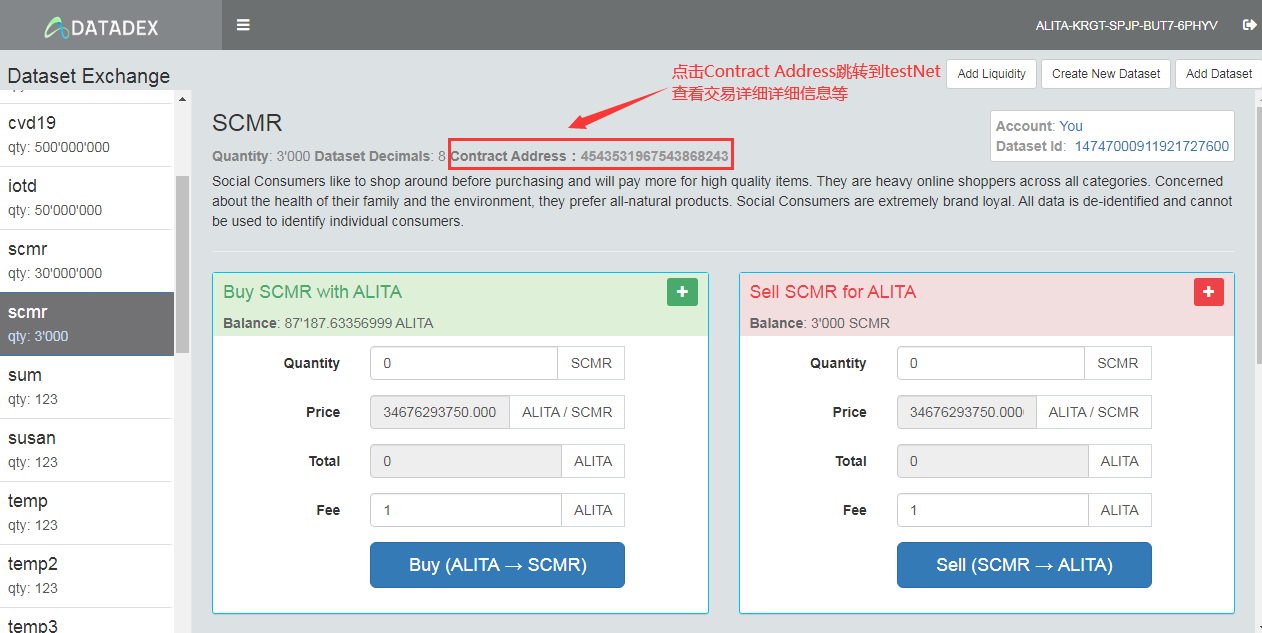 DATADEX
ALITA-KRGT-SPJP-BUT7-6PHYV
Dataset Exchange
点击Contract Address跳转到testNet
查看交易详细详细信息等
Add Liquidity
Create New Dataset
Add Dataset
cvd19
qty: 500'000'000
iotd
qty: 50'000'000
scmr
qty: 30'000'000
scmr
qty: 3'000
sum
qty: 123
susan
qty: 123
temp
qty: 123
temp2
qty: 123
temp3
SCMR
Quantity: 3'000 Dataset Decimals: 8 Contract Address：4543531967543868243
Account: You
Dataset Id: 14747000911921727600
Social Consumers like to shop around before purchasing and will pay more for high quality items. They are heavy online shoppers across all categories. Concerned
about the health of their family and the environment, they prefer all-natural products. Social Consumers are extremely brand loyal. All data is de-identified and cannot
be used to identify individual consumers.
Buy SCMR with ALITA
+
Balance: 87'187.63356999 ALITA
Quantity 0 SCMR
Price 34676293750.000 ALITA / SCMR
Total 0 ALITA
Fee 1 ALITA
Buy (ALITA → SCMR)
Sell SCMR for ALITA
+
Balance: 3'000 SCMR
Quantity 0 SCMR
Price 34676293750.000 ALITA / SCMR
Total 0 ALITA
Fee 1 ALITA
Sell (SCMR → ALITA)